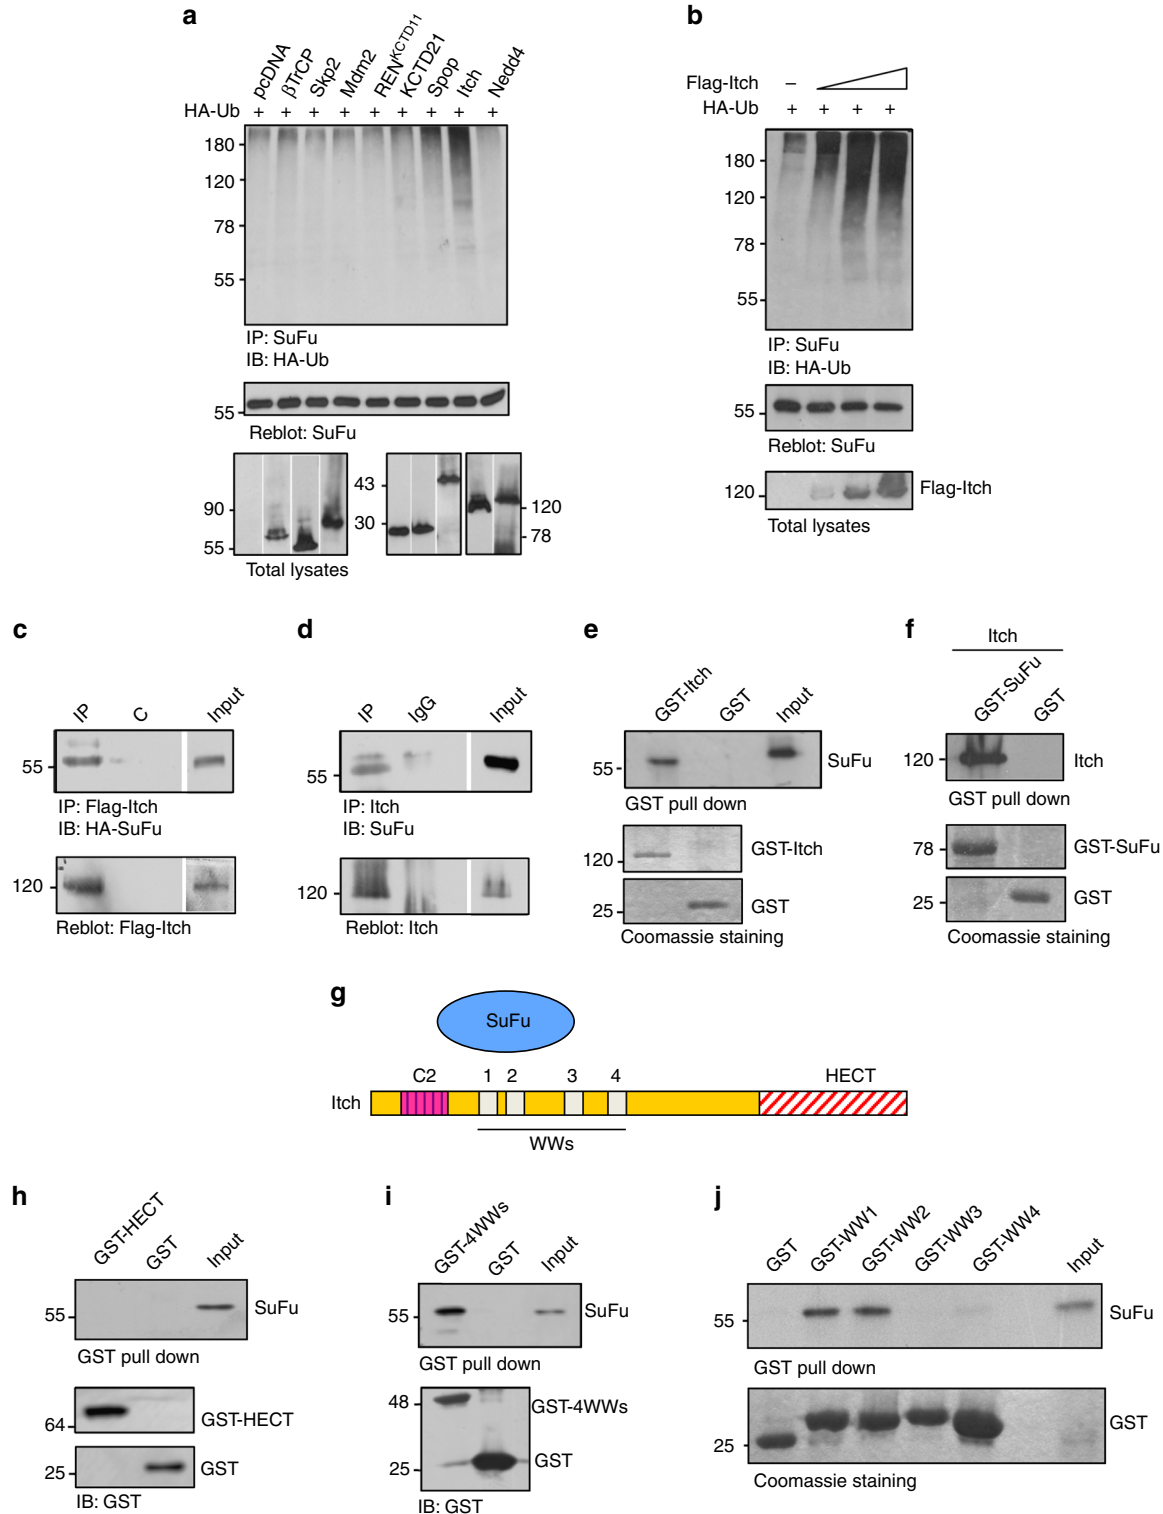 a
pcDNA βTrCP Skp2 Mdm2 REN^KCTD11 KCTD21 Spop Itch Nedd4
HA-Ub + + + + + + + + +
180
120
78
55
IP: SuFu
IB: HA-Ub
55
Reblot: SuFu
90
55
43
30
120
78
Total lysates
b
Flag-Itch –
HA-Ub + + + +
180
120
78
55
IP: SuFu
IB: HA-Ub
55
Reblot: SuFu
120 Flag-Itch
Total lysates
c
IP C Input
55
IP: Flag-Itch
IB: HA-SuFu
120
Reblot: Flag-Itch
d
IP IgG Input
55
IP: Itch
IB: SuFu
120
Reblot: Itch
e
GST-Itch GST Input
55 SuFu
GST pull down
120 GST-Itch
25 GST
Coomassie staining
f
Itch
GST-SuFu GST
120 Itch
GST pull down
78 GST-SuFu
25 GST
Coomassie staining
g
SuFu
C2 1 2 3 4 HECT
Itch
WWs
h
GST-HECT GST Input
55 SuFu
GST pull down
64 GST-HECT
25 GST
IB: GST
i
GST-4WWs GST Input
55 SuFu
GST pull down
48 GST-4WWs
25 GST
IB: GST
j
GST GST-WW1 GST-WW2 GST-WW3 GST-WW4 Input
55 SuFu
GST pull down
25 GST
Coomassie staining